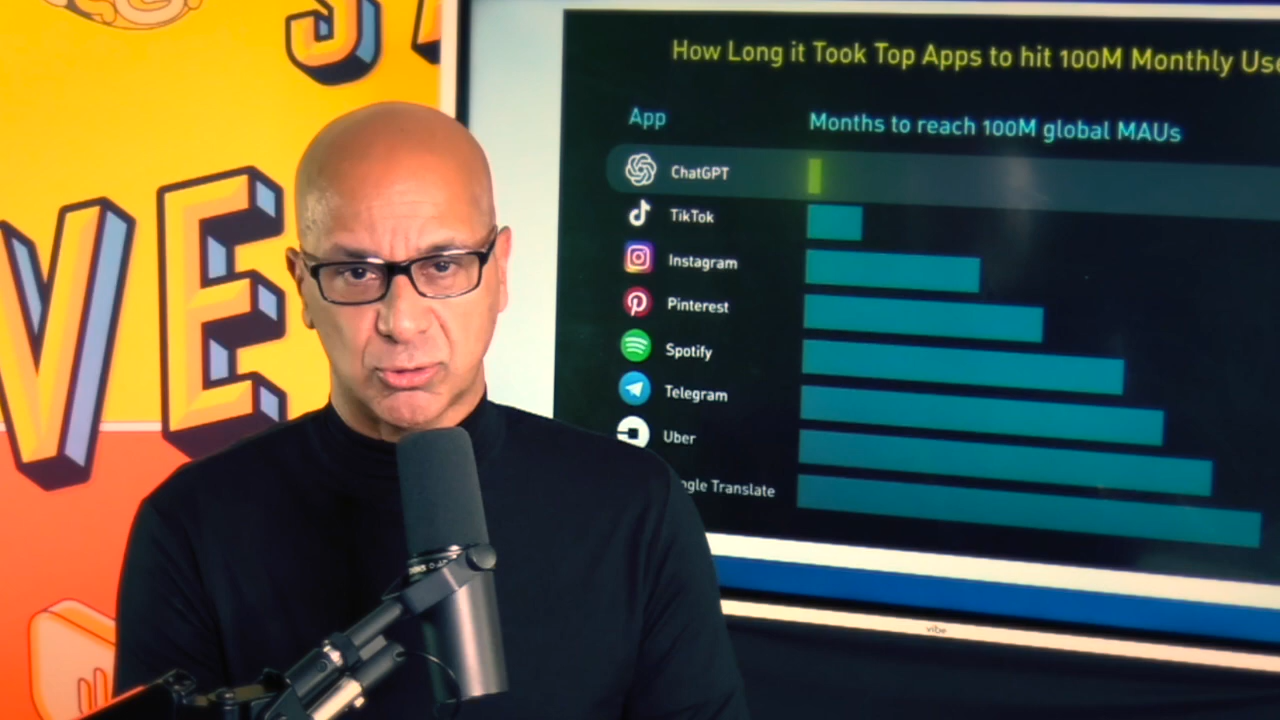 VE
How Long it Took Top Apps to hit 100M Monthly Use
App
Months to reach 100M global MAUs
ChatGPT
TikTok
Instagram
Pinterest
Spotify
Telegram
Uber
gle Translate
vibe